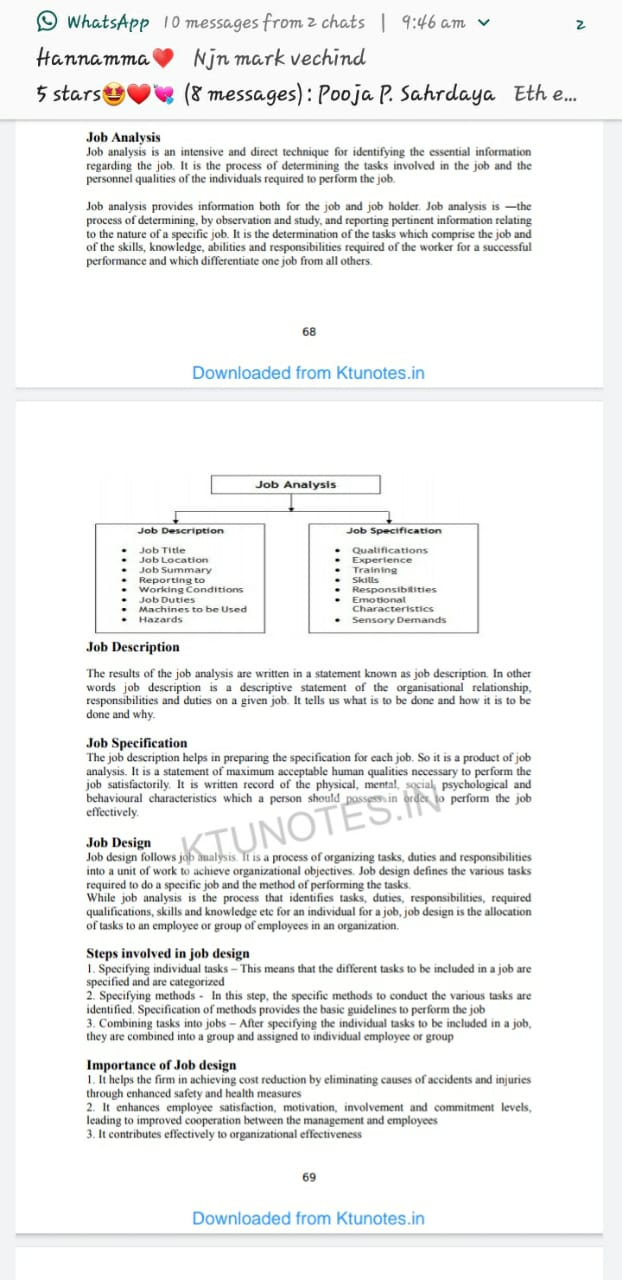 WhatsApp 10 messages from 2 chats | 9:46 am 2
Hannamma❤️ Njn mark vechind
5 stars🤩❤️💘 (8 messages): Pooja P. Sahrdaya Eth e...
Job Analysis
Job analysis is an intensive and direct technique for identifying the essential information
regarding the job. It is the process of determining the tasks involved in the job and the
personnel qualities of the individuals required to perform the job.
Job analysis provides information both for the job and job holder. Job analysis is —the
process of determining, by observation and study, and reporting pertinent information relating
to the nature of a specific job. It is the determination of the tasks which comprise the job and
of the skills, knowledge, abilities and responsibilities required of the worker for a successful
performance and which differentiate one job from all others.
68
Downloaded from Ktunotes.in
Job Analysis
Job Description
• Job Title
• Job Location
• Job Summary
• Reporting to
• Working Conditions
• Job Duties
• Machines to be Used
• Hazards
Job Specification
• Qualifications
• Experience
• Training
• Skills
• Responsibilities
• Emotional
Characteristics
• Sensory Demands
Job Description
The results of the job analysis are written in a statement known as job description. In other
words job description is a descriptive statement of the organisational relationship,
responsibilities and duties on a given job. It tells us what is to be done and how it is to be
done and why.
Job Specification
The job description helps in preparing the specification for each job. So it is a product of job
analysis. It is a statement of maximum acceptable human qualities necessary to perform the
job satisfactorily. It is written record of the physical, mental, social, psychological and
behavioural characteristics which a person should possess in order to perform the job
effectively.
KTUNOTES.IN
Job Design
Job design follows job analysis. It is a process of organizing tasks, duties and responsibilities
into a unit of work to achieve organizational objectives. Job design defines the various tasks
required to do a specific job and the method of performing the tasks.
While job analysis is the process that identifies tasks, duties, responsibilities, required
qualifications, skills and knowledge etc for an individual for a job, job design is the allocation
of tasks to an employee or group of employees in an organization.
Steps involved in job design
1. Specifying individual tasks – This means that the different tasks to be included in a job are
specified and are categorized
2. Specifying methods - In this step, the specific methods to conduct the various tasks are
identified. Specification of methods provides the basic guidelines to perform the job
3. Combining tasks into jobs – After specifying the individual tasks to be included in a job,
they are combined into a group and assigned to individual employee or group
Importance of Job design
1. It helps the firm in achieving cost reduction by eliminating causes of accidents and injuries
through enhanced safety and health measures
2. It enhances employee satisfaction, motivation, involvement and commitment levels,
leading to improved cooperation between the management and employees
3. It contributes effectively to organizational effectiveness
69
Downloaded from Ktunotes.in